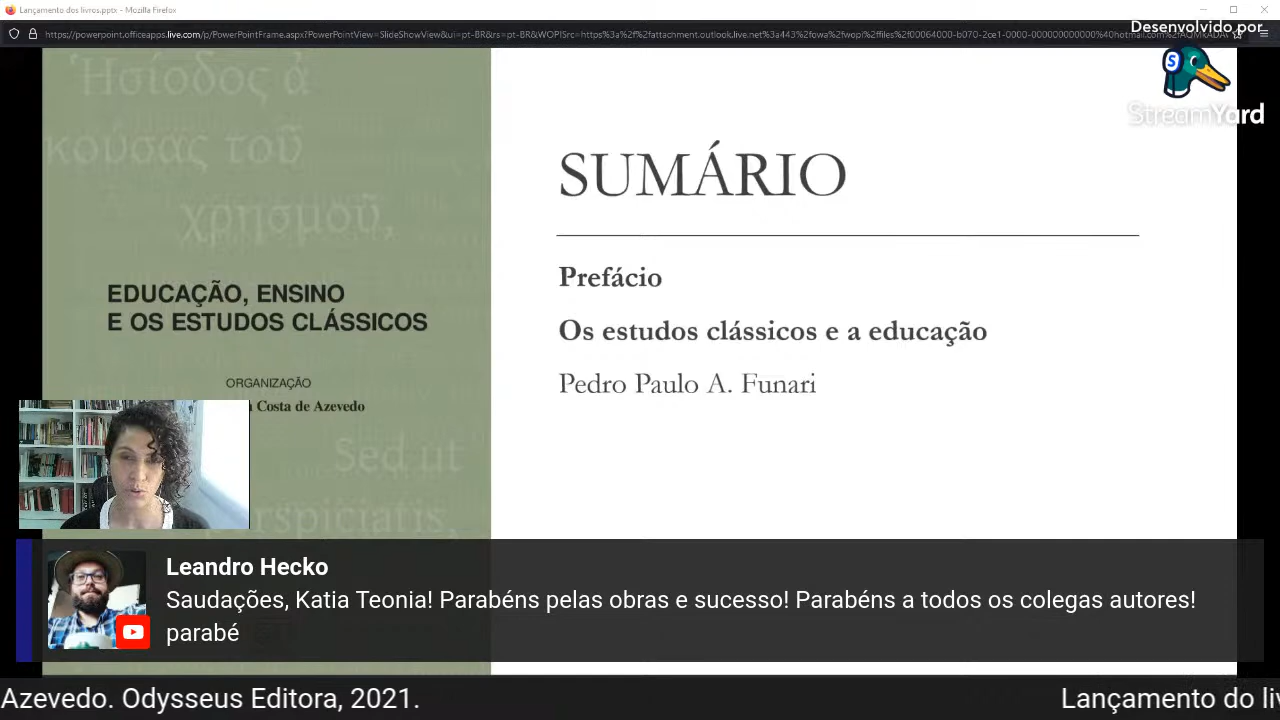 Lançamento dos livros.pptx - Mozilla Firefox
Desenvolvido por
StreamYard
Ἡσίοδος ἀ
κουσας τοῦ
χρησμοῦ,
EDUCAÇÃO, ENSINO
E OS ESTUDOS CLÁSSICOS
ORGANIZAÇÃO
Costa de Azevedo
Sed ut
perspiciatis,
SUMÁRIO
Prefácio
Os estudos clássicos e a educação
Pedro Paulo A. Funari
Leandro Hecko
Saudações, Katia Teonia! Parabéns pelas obras e sucesso! Parabéns a todos os colegas autores!
parabé
Azevedo. Odysseus Editora, 2021.
Lançamento do liv